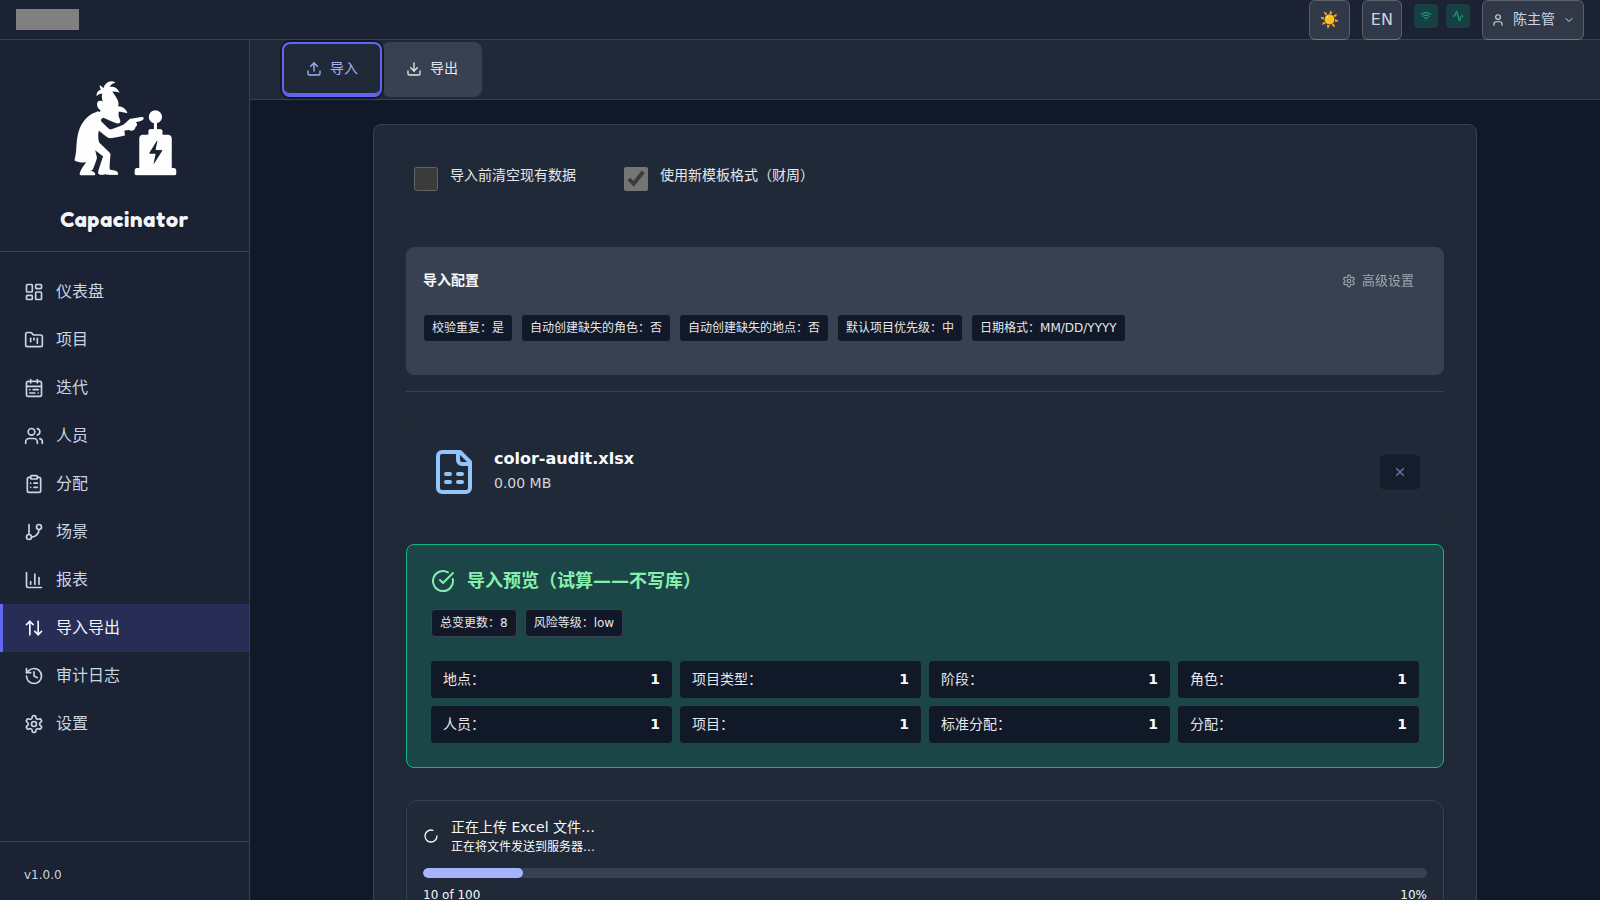 EN
陈主管
导入
导出
Capacinator
仪表盘
项目
迭代
人员
分配
场景
报表
导入导出
审计日志
设置
v1.0.0
导入前清空现有数据
使用新模板格式（财周）
导入配置
高级设置
校验重复：是
自动创建缺失的角色：否
自动创建缺失的地点：否
默认项目优先级：中
日期格式：MM/DD/YYYY
color-audit.xlsx
0.00 MB
导入预览（试算——不写库）
总变更数：8
风险等级：low
地点： 1
项目类型： 1
阶段： 1
角色： 1
人员： 1
项目： 1
标准分配： 1
分配： 1
正在上传 Excel 文件…
正在将文件发送到服务器…
10 of 100
10%